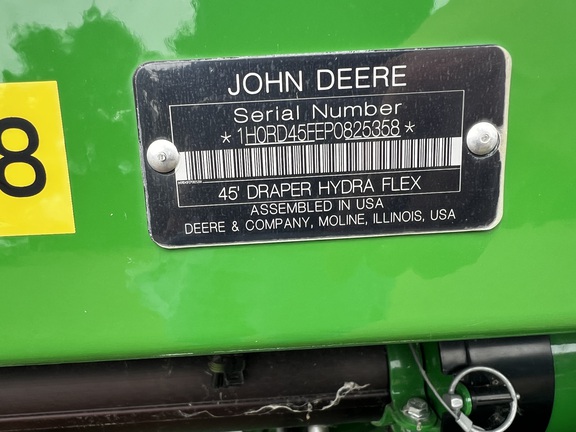 8
JOHN DEERE
Serial Number
*1H0RD45FEP0825358*
45' DRAPER HYDRA FLEX
ASSEMBLED IN USA
DEERE & COMPANY, MOLINE, ILLINOIS, USA